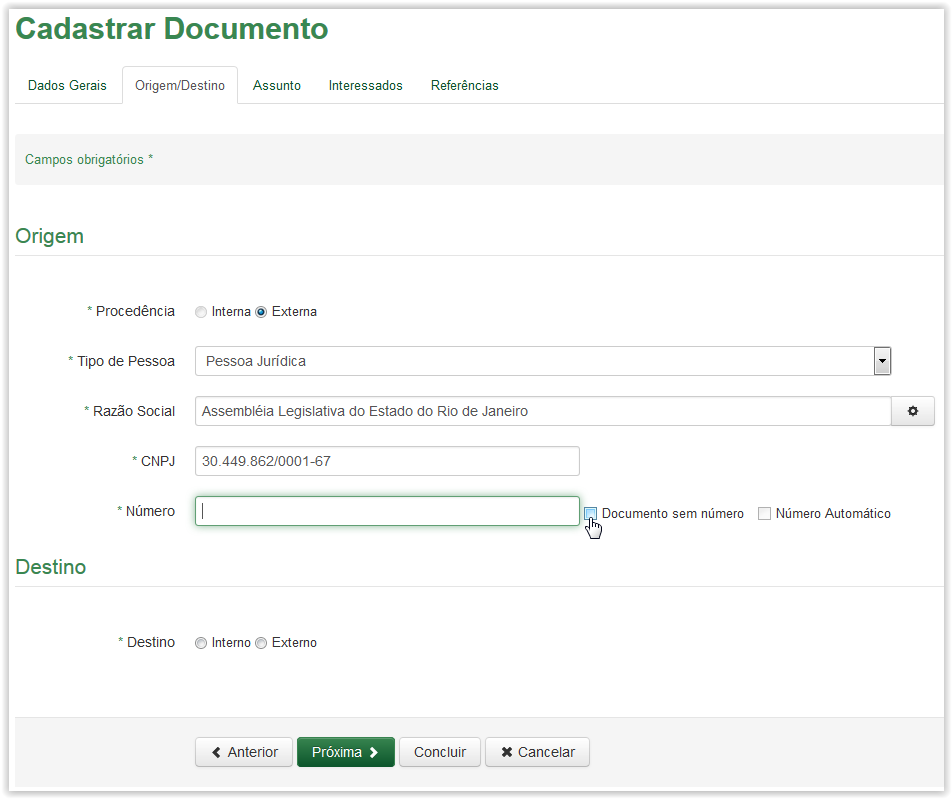 Cadastrar Documento
Dados Gerais Origem/Destino Assunto Interessados Referências
Campos obrigatórios *
Origem
* Procedência Interna Externa
* Tipo de Pessoa Pessoa Jurídica
* Razão Social Assembléia Legislativa do Estado do Rio de Janeiro
* CNPJ 30.449.862/0001-67
* Número Documento sem número Número Automático
Destino
* Destino Interno Externo
Anterior Próxima Concluir Cancelar